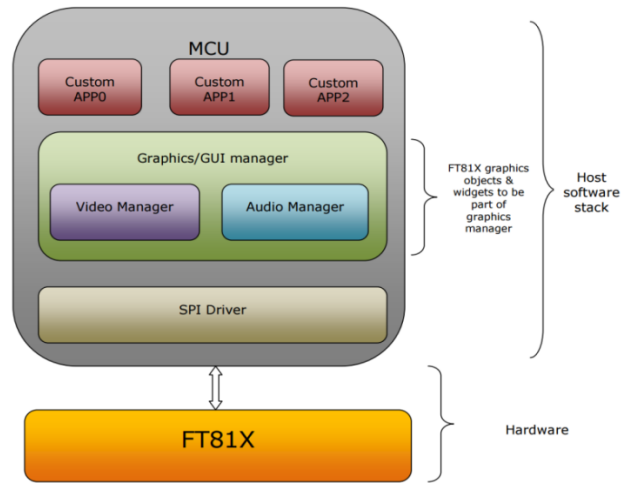 MCU
Custom
APP0
Custom
APP1
Custom
APP2
Graphics/GUI manager
Video Manager
Audio Manager
SPI Driver
FT81X
FT81X graphics
objects &
widgets to be
part of
graphics
manager
Host
software
stack
Hardware